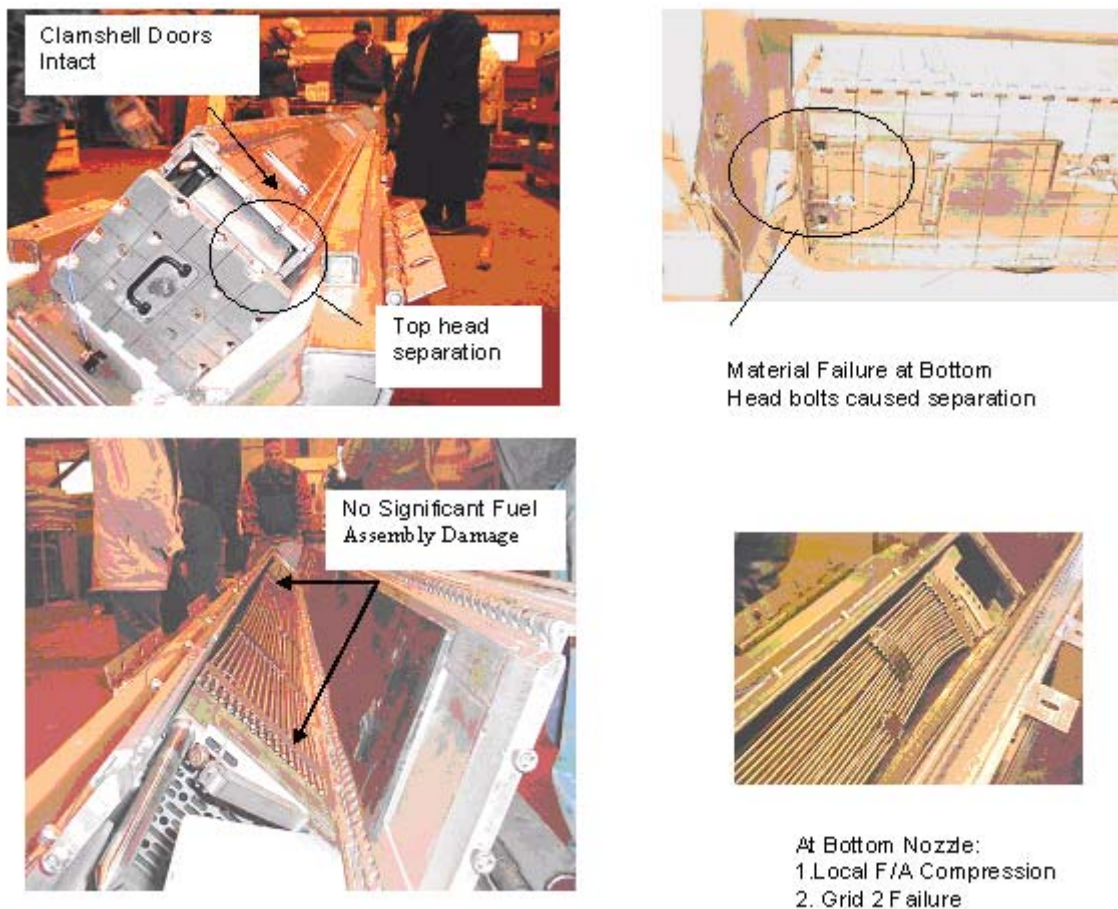 Clamshell Doors
Intact
Top head
separation
Material Failure at Bottom
Head bolts caused separation
No Significant Fuel
Assembly Damage
At Bottom Nozzle:
1.Local F/A Compression
2. Grid 2 Failure